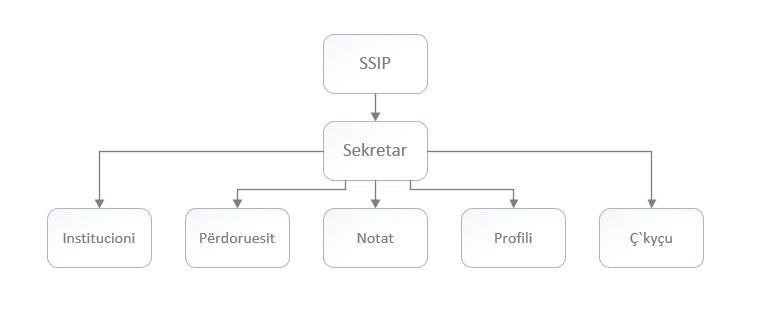 SSIP
Sekretar
Institucioni
Përdoruesit
Notat
Profili
Ç`kyçu